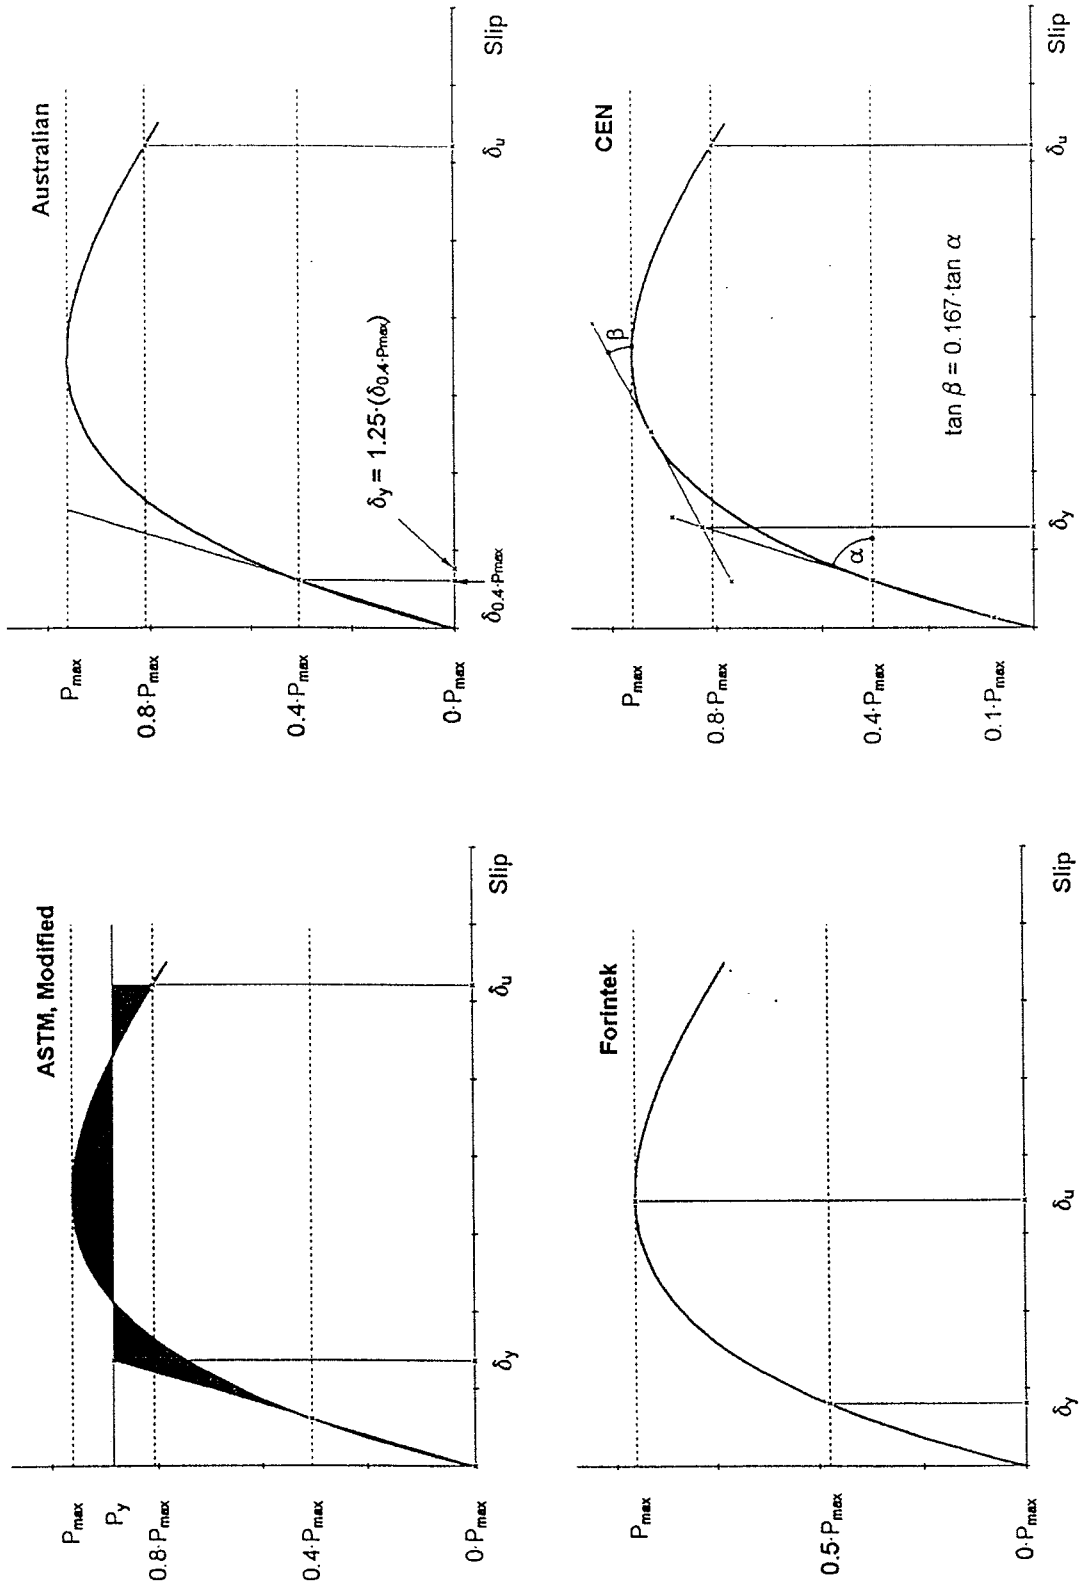 ASTM, Modified
P_max
P_y
0.8·P_max
0.4·P_max
0·P_max
δ_y
δ_u
Slip
Australian
P_max
0.8·P_max
0.4·P_max
0·P_max
δ_y = 1.25·(δ_0.4·Pmax)
δ_0.4·Pmax
δ_u
Slip
Forintek
P_max
0.5·P_max
0·P_max
δ_y
δ_u
Slip
CEN
P_max
0.8·P_max
0.4·P_max
0.1·P_max
β
α
tan β = 0.167·tan α
δ_y
δ_u
Slip